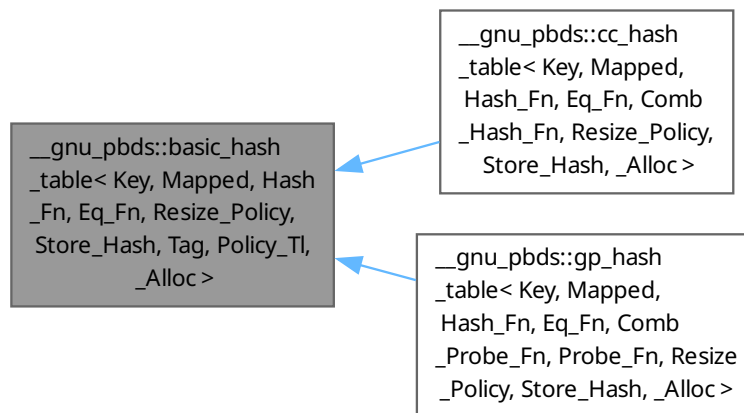 __gnu_pbds::basic_hash
_table< Key, Mapped, Hash
_Fn, Eq_Fn, Resize_Policy,
Store_Hash, Tag, Policy_Tl,
_Alloc >
__gnu_pbds::cc_hash
_table< Key, Mapped,
Hash_Fn, Eq_Fn, Comb
_Hash_Fn, Resize_Policy,
Store_Hash, _Alloc >
__gnu_pbds::gp_hash
_table< Key, Mapped,
Hash_Fn, Eq_Fn, Comb
_Probe_Fn, Probe_Fn, Resize
_Policy, Store_Hash, _Alloc >